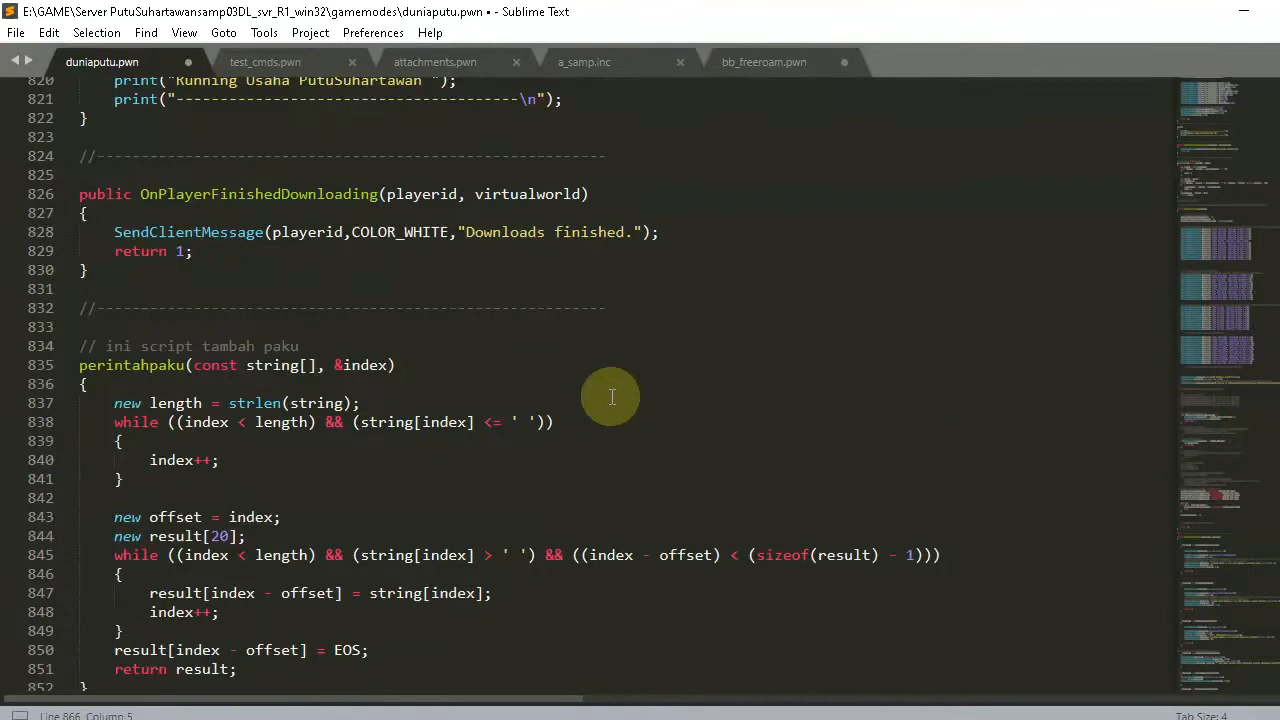 E:\GAME\Server PutuSuhartawansamp03DL_svr_R1_win32\gamemodes\duniaputu.pwn • - Sublime Text
File Edit Selection Find View Goto Tools Project Preferences Help
duniaputu.pwn test_cmds.pwn attachments.pwn a_samp.inc bb_freeroam.pwn
820 print("Running Usaha PutuSuhartawan ");
821 print("--------------------------------------- \n");
822 }
823
824 //----------------------------------------------------------
825
826 public OnPlayerFinishedDownloading(playerid, virtualworld)
827 {
828 SendClientMessage(playerid,COLOR_WHITE,"Downloads finished.");
829 return 1;
830 }
831
832 //----------------------------------------------------------
833
834 // ini script tambah paku
835 perintahpaku(const string[], &index)
836 {
837 new length = strlen(string);
838 while ((index < length) && (string[index] <= ' '))
839 {
840 index++;
841 }
842
843 new offset = index;
844 new result[20];
845 while ((index < length) && (string[index] > ' ') && ((index - offset) < (sizeof(result) - 1)))
846 {
847 result[index - offset] = string[index];
848 index++;
849 }
850 result[index - offset] = EOS;
851 return result;
852 }
Line 866, Column 5 Tab Size: 4